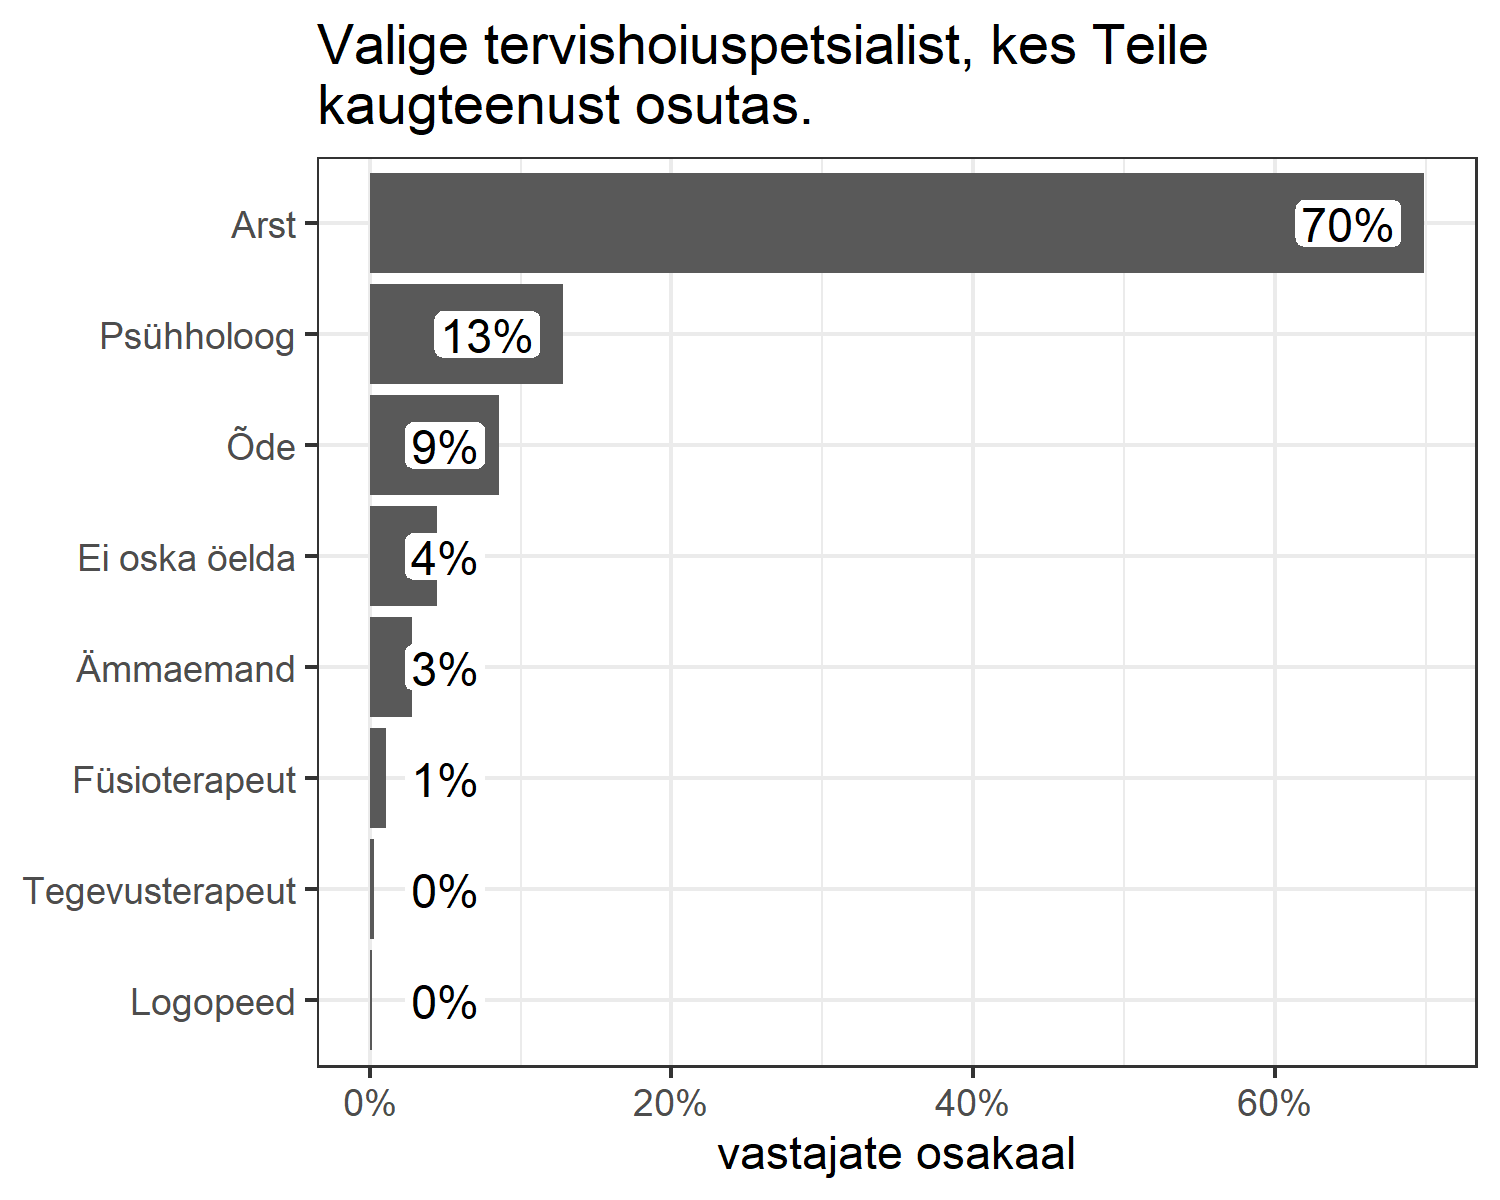 Valige tervishoiuspetsialist, kes Teile
kaugteenust osutas.
Arst
70%
Psühholoog
13%
Õde
9%
Ei oska öelda
4%
Ämmaemand
3%
Füsioterapeut
1%
Tegevusterapeut
0%
Logopeed
0%
0%
20%
40%
60%
vastajate osakaal